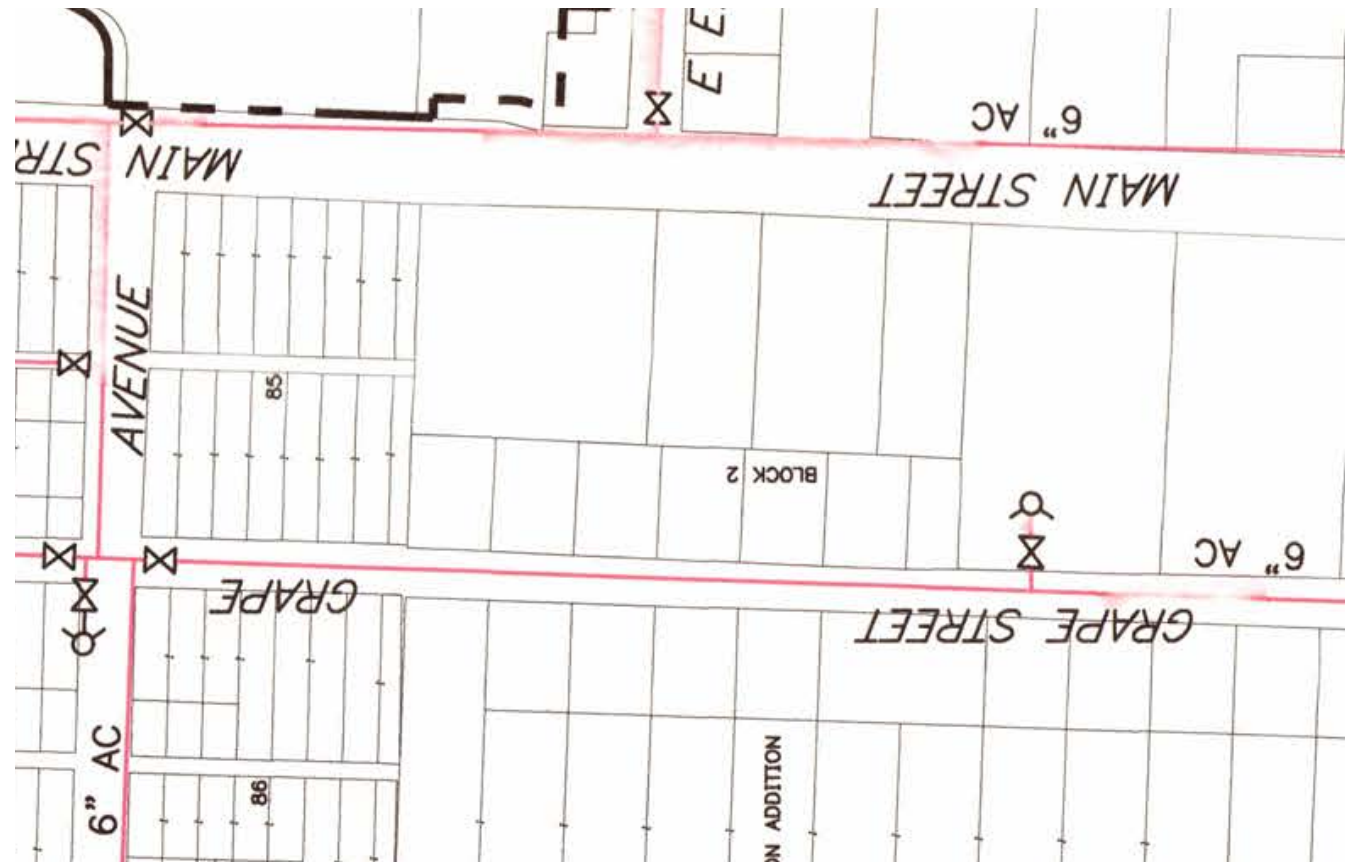 E E
6" AC
STR
MAIN
MAIN STREET
AVENUE
85
BLOCK 2
6" AC
GRAPE
GRAPE STREET
6" AC
86
ON ADDITION